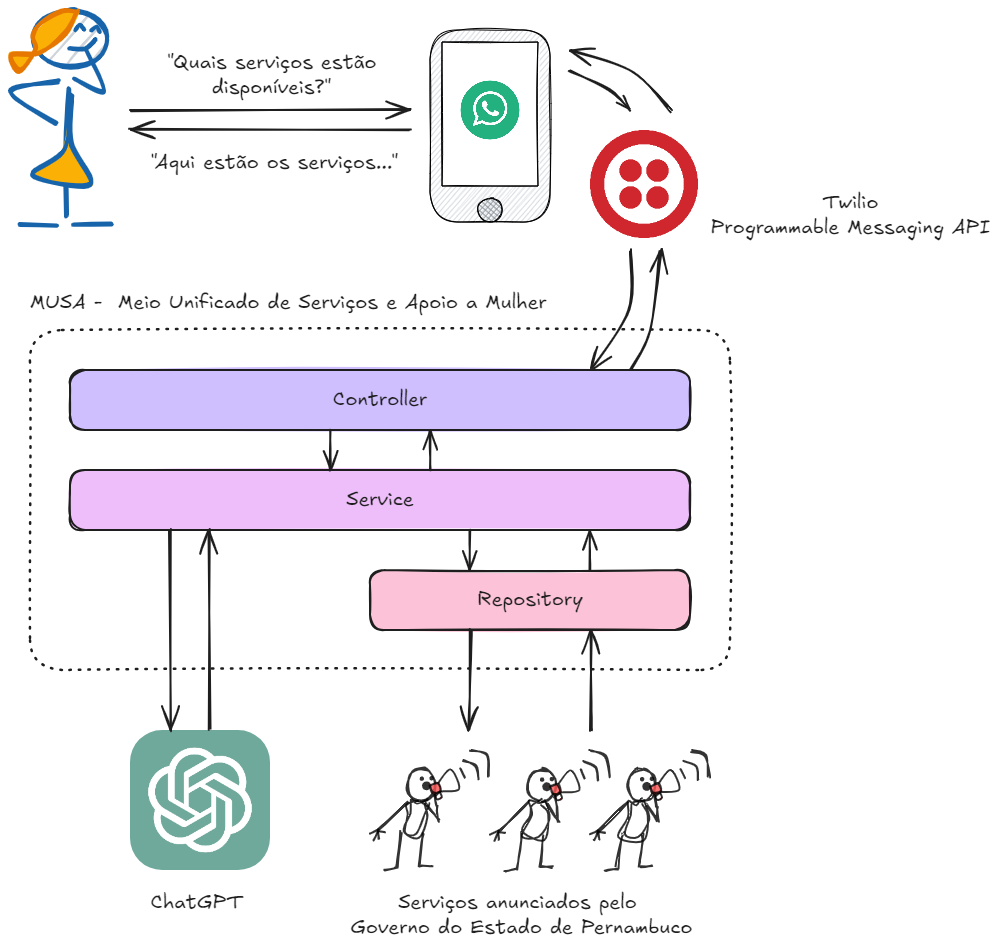 "Quais serviços estão
disponíveis?"
"Aqui estão os serviços..."
Twilio
Programmable Messaging API
MUSA - Meio Unificado de Serviços e Apoio a Mulher
Controller
Service
Repository
ChatGPT
Serviços anunciados pelo
Governo do Estado de Pernambuco